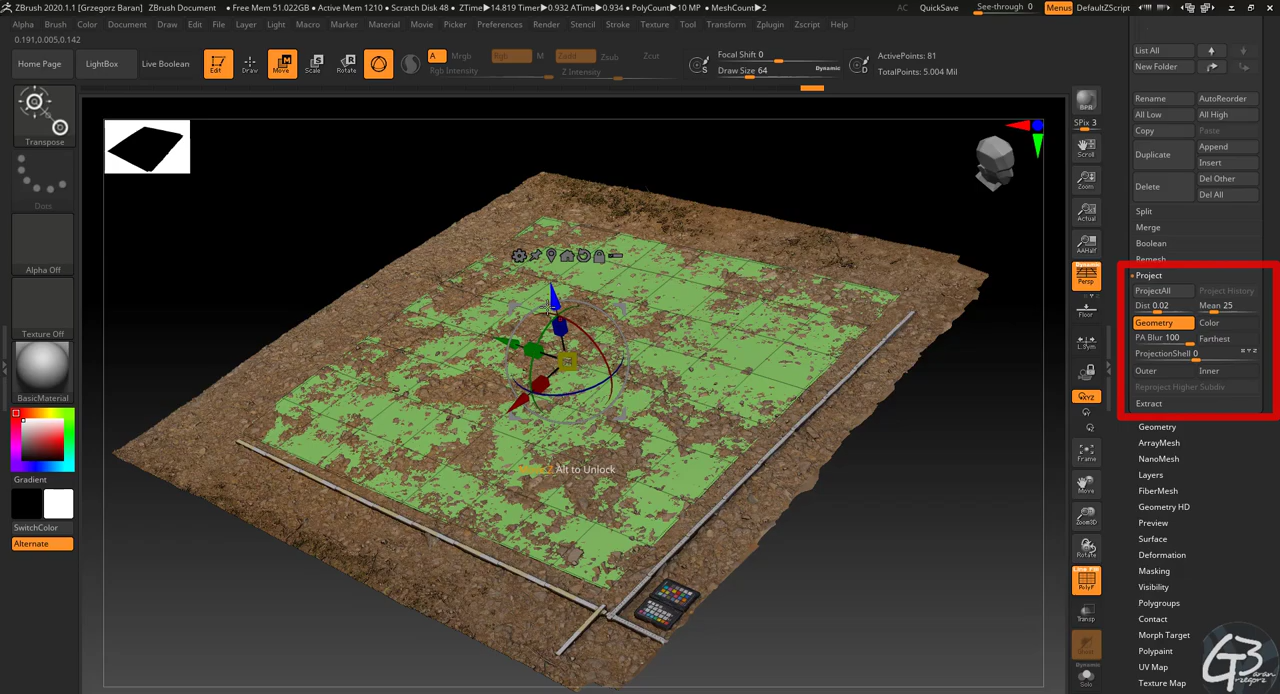 ZBrush 2020.1.1 [Grzegorz Baran] ZBrush Document • Free Mem 51.022GB • Active Mem 1210 • Scratch Disk 48 • ZTime▶14.819 Timer▶0.932 ATime▶0.934 • PolyCount▶10 MP • MeshCount▶2
AC QuickSave See-through 0 Menus DefaultZScript
Alpha Brush Color Document Draw Edit File Layer Light Macro Marker Material Movie Picker Preferences Render Stencil Stroke Texture Tool Transform Zplugin Zscript Help
0.191,0.005,0.142
Home Page LightBox Live Boolean
Edit Draw Move Scale Rotate
A Mrgb Rgb M Zadd Zsub Zcut
Rgb Intensity Z Intensity
Focal Shift 0
Draw Size 64 Dynamic
S
D
ActivePoints: 81
TotalPoints: 5.004 Mil
Transpose
Dots
Alpha Off
Texture Off
BasicMaterial
Gradient
SwitchColor
Alternate
Alt to Unlock
BPR
SPix 3
Scroll
Zoom
Actual
AAHalf
Dynamic
Persp
Floor
L.Sym
XYZ
Frame
Move
Zoom3D
Rotate
Line Fill
PolyF
Transp
Dynamic
Solo
List All
New Folder
Rename AutoReorder
All Low All High
Copy Paste
Duplicate Append
Insert
Delete Del Other
Del All
Split
Merge
Boolean
Remesh
Project
ProjectAll Project History
Dist 0.02 Mean 25
Geometry Color
PA Blur 100 Farthest
ProjectionShell 0
Outer Inner
Reproject Higher Subdiv
Extract
Geometry
ArrayMesh
NanoMesh
Layers
FiberMesh
Geometry HD
Preview
Surface
Deformation
Masking
Visibility
Polygroups
Contact
Morph Target
Polypaint
UV Map
Texture Map